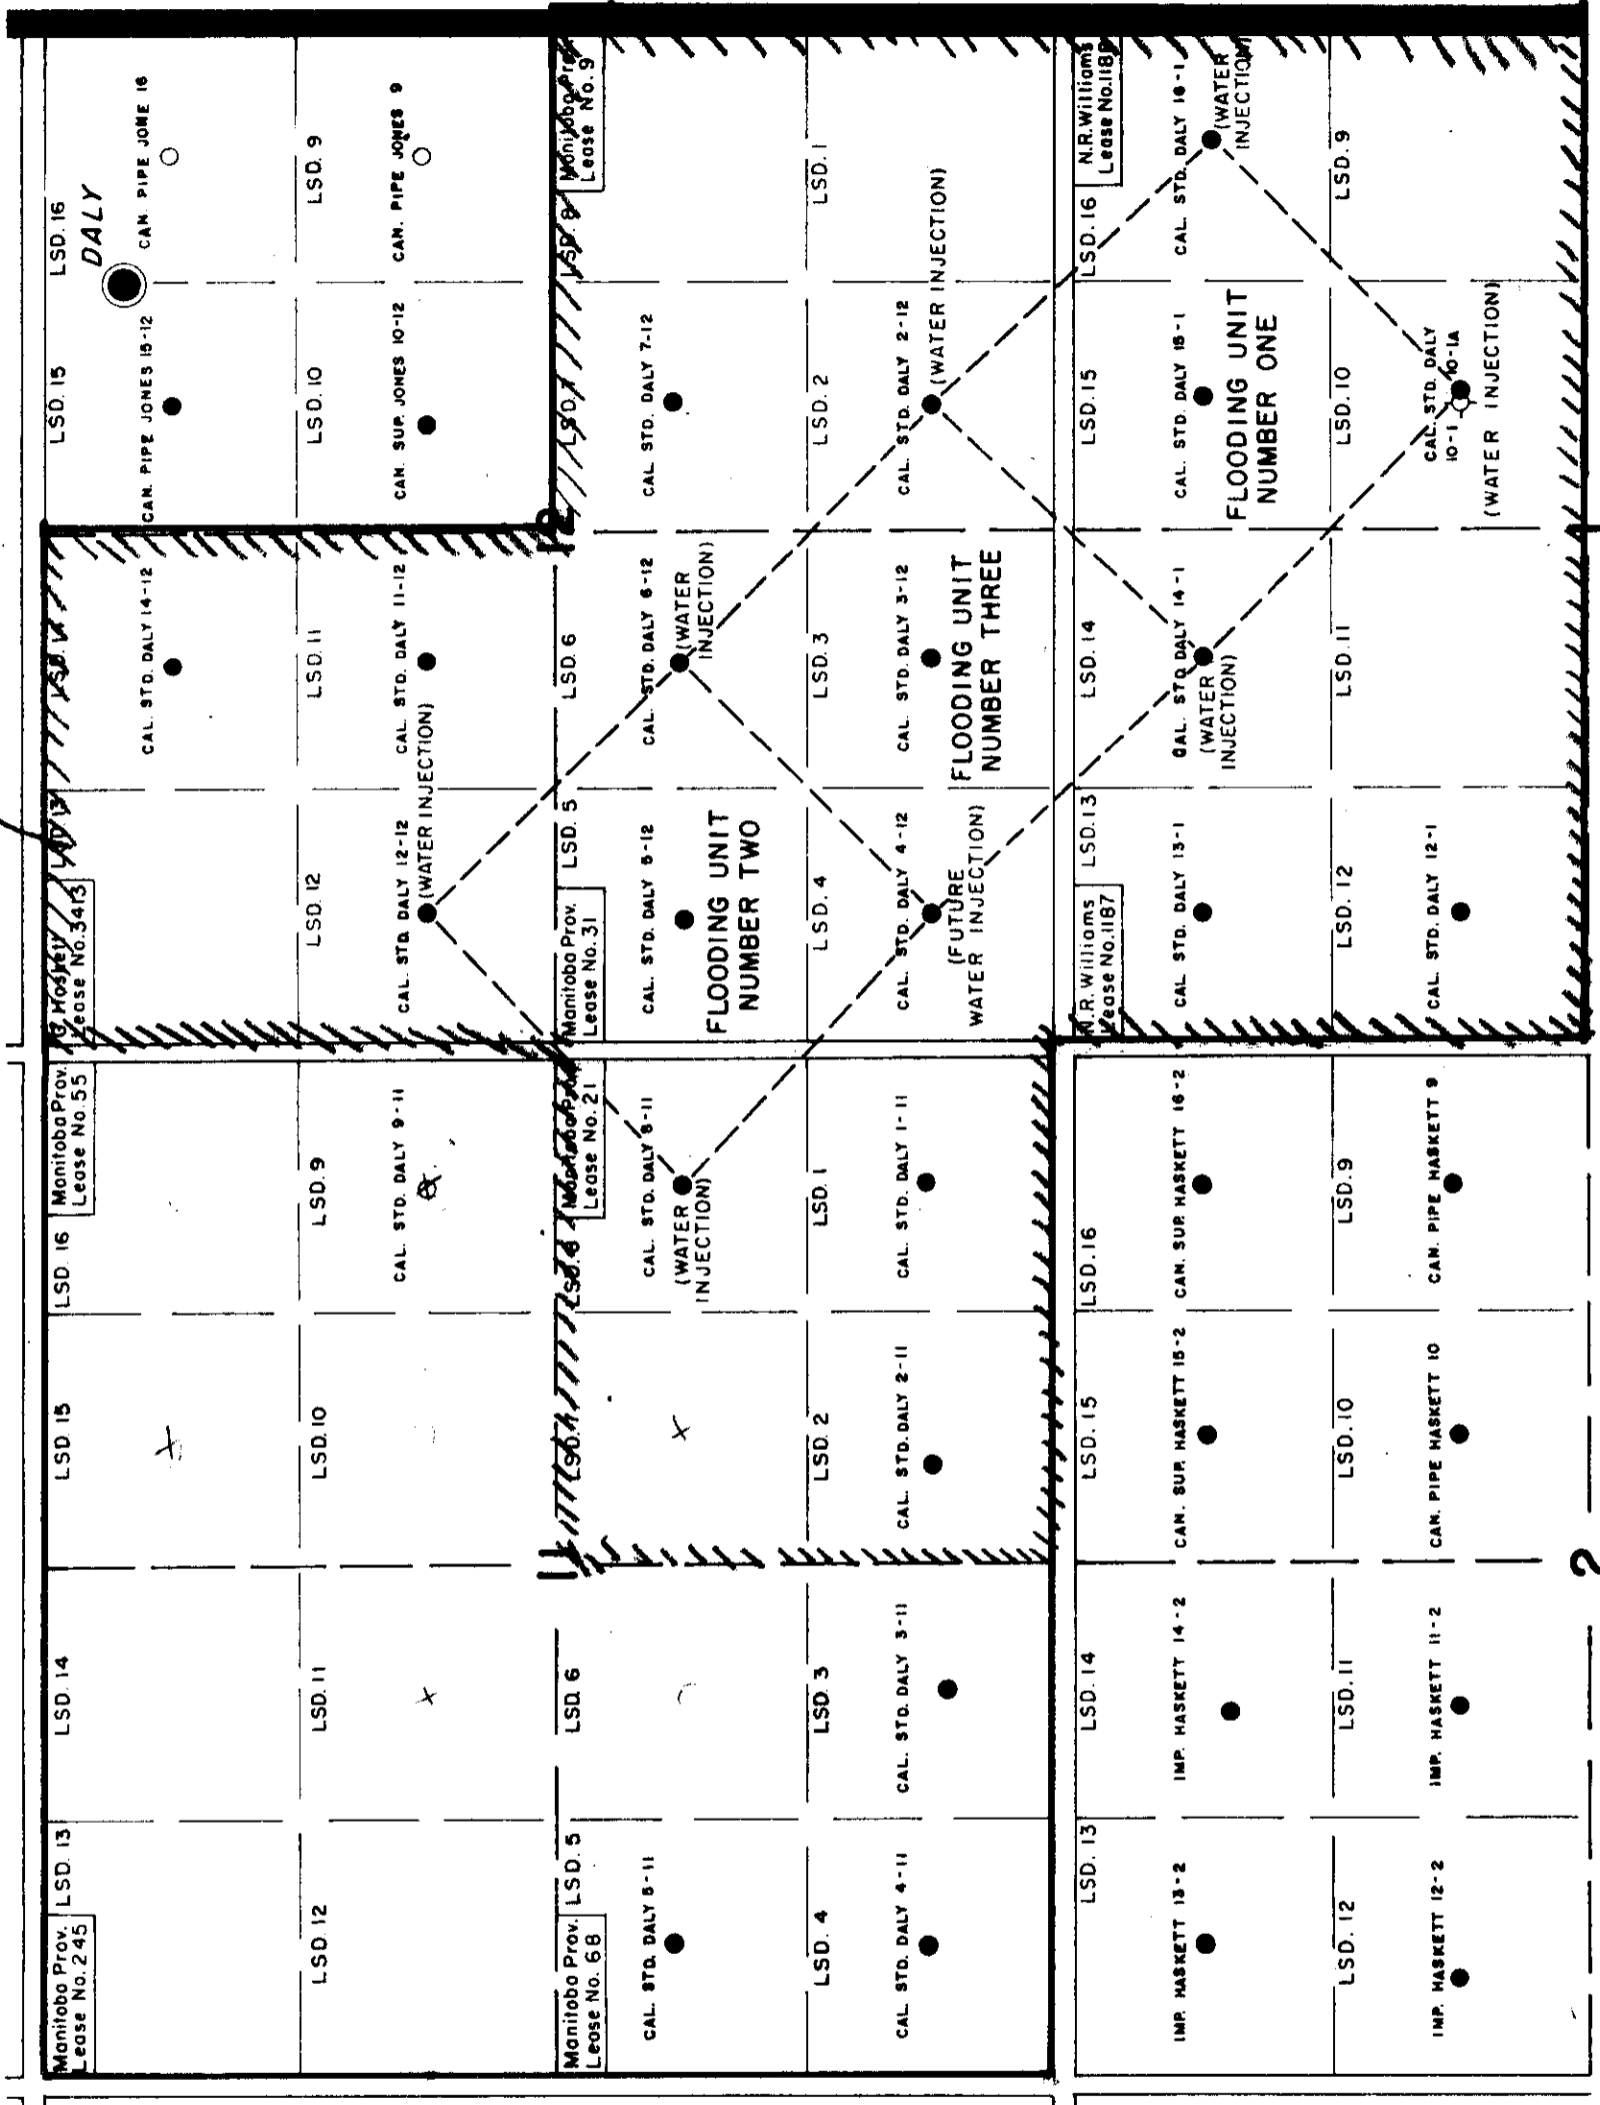 Manitoba Prov.
Lease No. 245
LSD. 13
LSD. 14
LSD 15
LSD. 16
Manitoba Prov.
Lease No. 55
Lease No. 3413
LSD. 13
LSD. 14
LSD. 15
LSD. 16
DALY
CAL. STD. DALY 14-12
CAN. PIPE JONES 15-12
CAN. PIPE JONE 16
LSD. 12
LSD. 11
LSD. 10
LSD. 9
LSD. 12
LSD. 11
LSD. 10
LSD. 9
CAL. STD. DALY 9-11
CAL. STD. DALY 12-12
(WATER INJECTION)
CAL. STD. DALY 11-12
CAN. SUP. JONES 10-12
CAN. PIPE JONES 9
11
12
Manitoba Prov.
Lease No. 68
LSD. 5
LSD. 6
LSD. 7
LSD. 8
Manitoba Prov.
Lease No. 21
Manitoba Prov.
Lease No. 31
LSD. 5
LSD. 6
LSD. 7
LSD. 8
Manitoba Prov.
Lease No. 9
CAL. STD. DALY 5-11
CAL. STD. DALY 8-11
(WATER
INJECTION)
CAL. STD. DALY 5-12
FLOODING UNIT
NUMBER TWO
CAL. STD. DALY 6-12
(WATER
INJECTION)
CAL. STD. DALY 7-12
LSD. 4
LSD. 3
LSD. 2
LSD. 1
LSD. 4
LSD. 3
LSD. 2
LSD. 1
CAL. STD. DALY 4-11
CAL. STD. DALY 3-11
CAL. STD. DALY 2-11
CAL. STD. DALY 1-11
CAL. STD. DALY 4-12
(FUTURE
WATER INJECTION)
CAL. STD. DALY 3-12
FLOODING UNIT
NUMBER THREE
CAL. STD. DALY 2-12
(WATER INJECTION)
LSD. 13
LSD. 14
LSD. 15
LSD. 16
N.R. Williams
Lease No. 1187
LSD. 13
LSD. 14
LSD. 15
LSD. 16
N.R. Williams
Lease No. 1188
IMP. HASKETT 13-2
IMP. HASKETT 14-2
CAN. SUP. HASKETT 15-2
CAN. SUP. HASKETT 16-2
CAL. STD. DALY 13-1
CAL. STD. DALY 14-1
(WATER
INJECTION)
CAL. STD. DALY 15-1
FLOODING UNIT
NUMBER ONE
CAL. STD. DALY 16-1
(WATER
INJECTION)
LSD. 12
LSD. 11
LSD. 10
LSD. 9
LSD. 12
LSD. 11
LSD. 10
LSD. 9
IMP. HASKETT 12-2
IMP. HASKETT 11-2
CAN. PIPE HASKETT 10
CAN. PIPE HASKETT 9
CAL. STD. DALY 12-1
CAL. STD. DALY
10-1 10-1A
(WATER INJECTION)
2